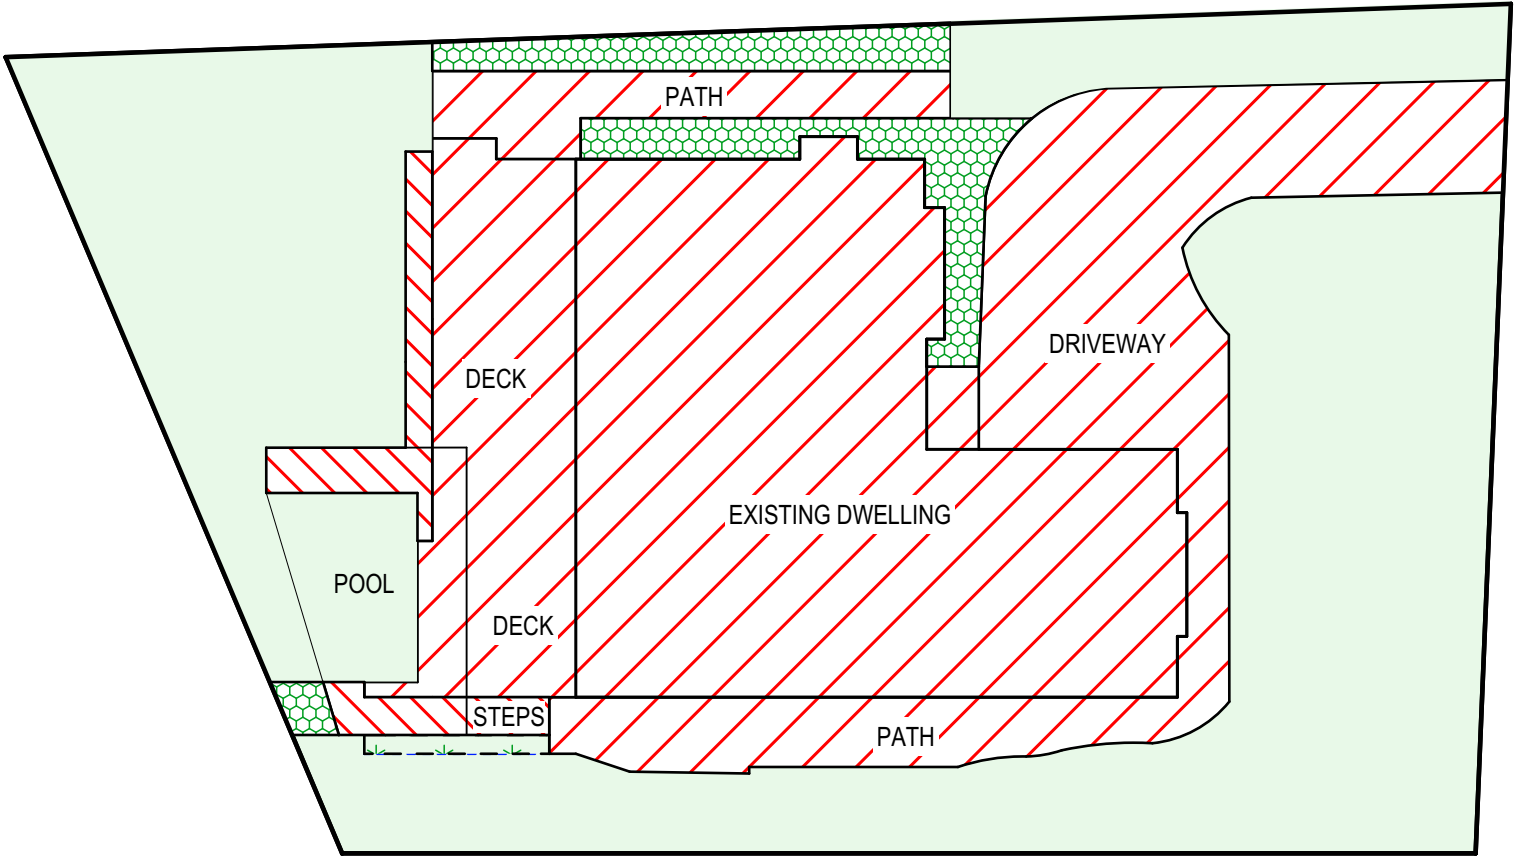 PATH
DRIVEWAY
DECK
EXISTING DWELLING
POOL
DECK
STEPS
PATH